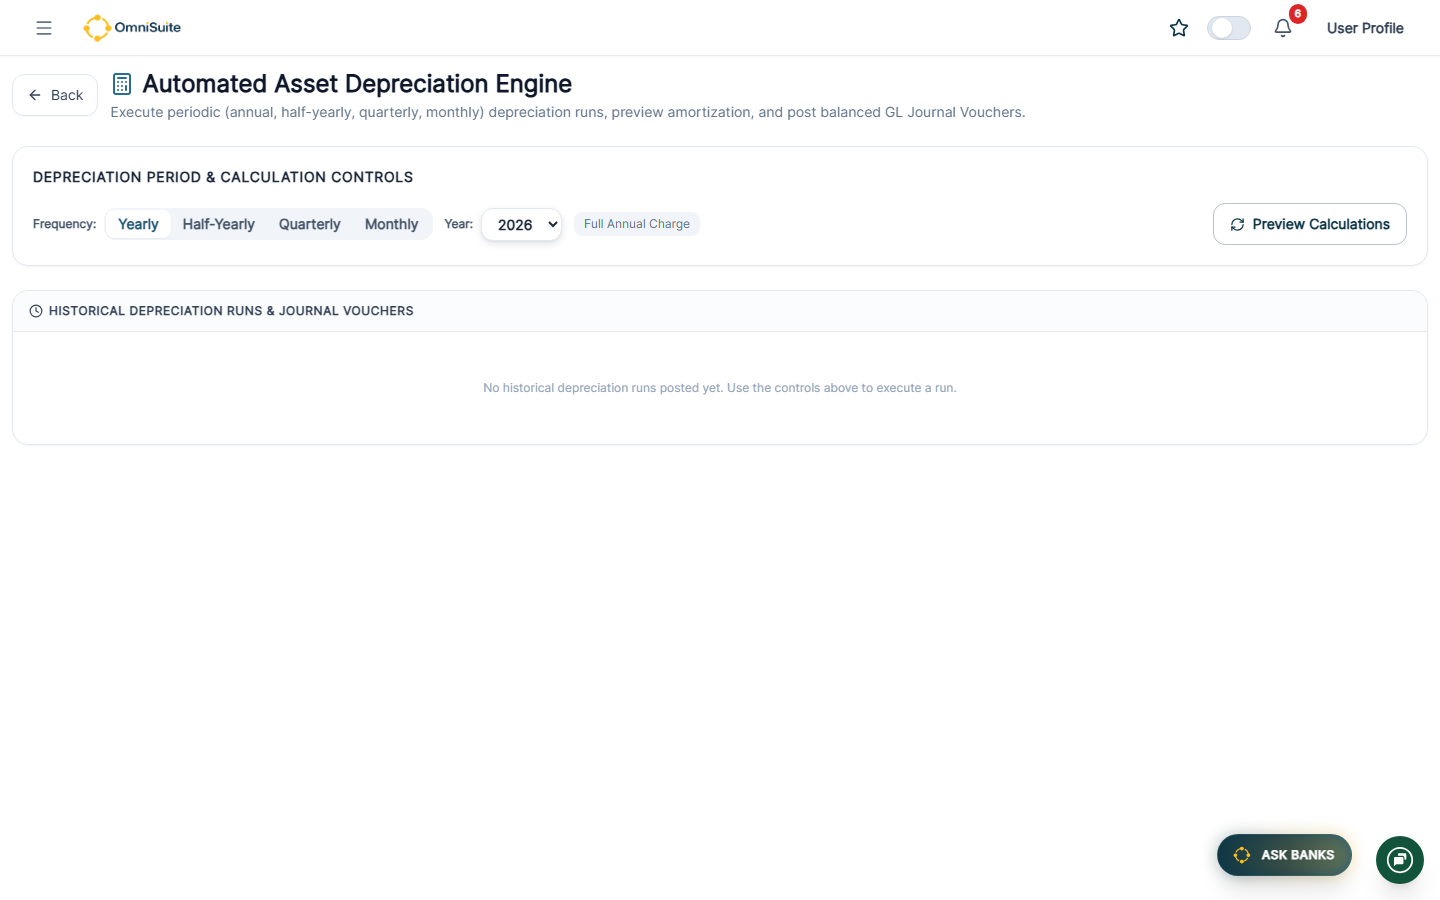 OmniSuite
6
User Profile
Back
Automated Asset Depreciation Engine
Execute periodic (annual, half-yearly, quarterly, monthly) depreciation runs, preview amortization, and post balanced GL Journal Vouchers.
DEPRECIATION PERIOD & CALCULATION CONTROLS
Frequency: Yearly Half-Yearly Quarterly Monthly Year: 2026 Full Annual Charge Preview Calculations
HISTORICAL DEPRECIATION RUNS & JOURNAL VOUCHERS
No historical depreciation runs posted yet. Use the controls above to execute a run.
ASK BANKS